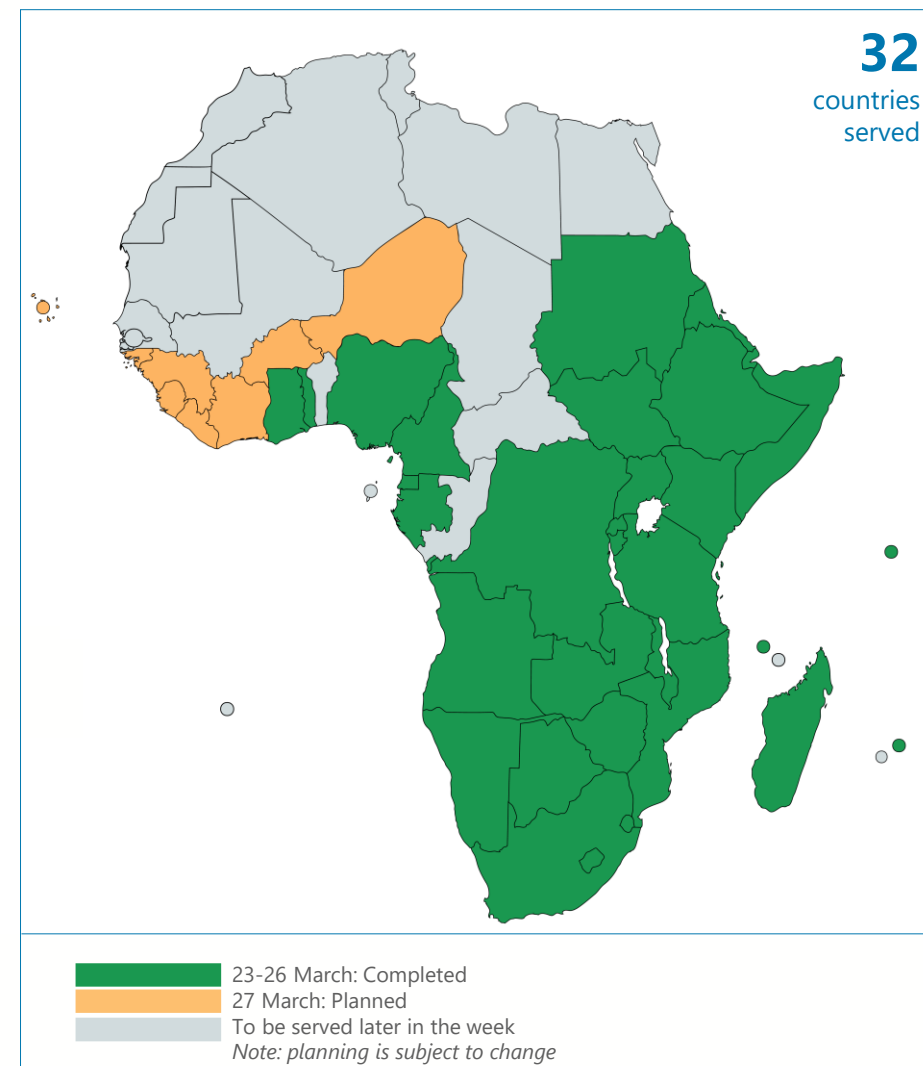 32
countries
served
23-26 March: Completed
27 March: Planned
To be served later in the week
Note: planning is subject to change